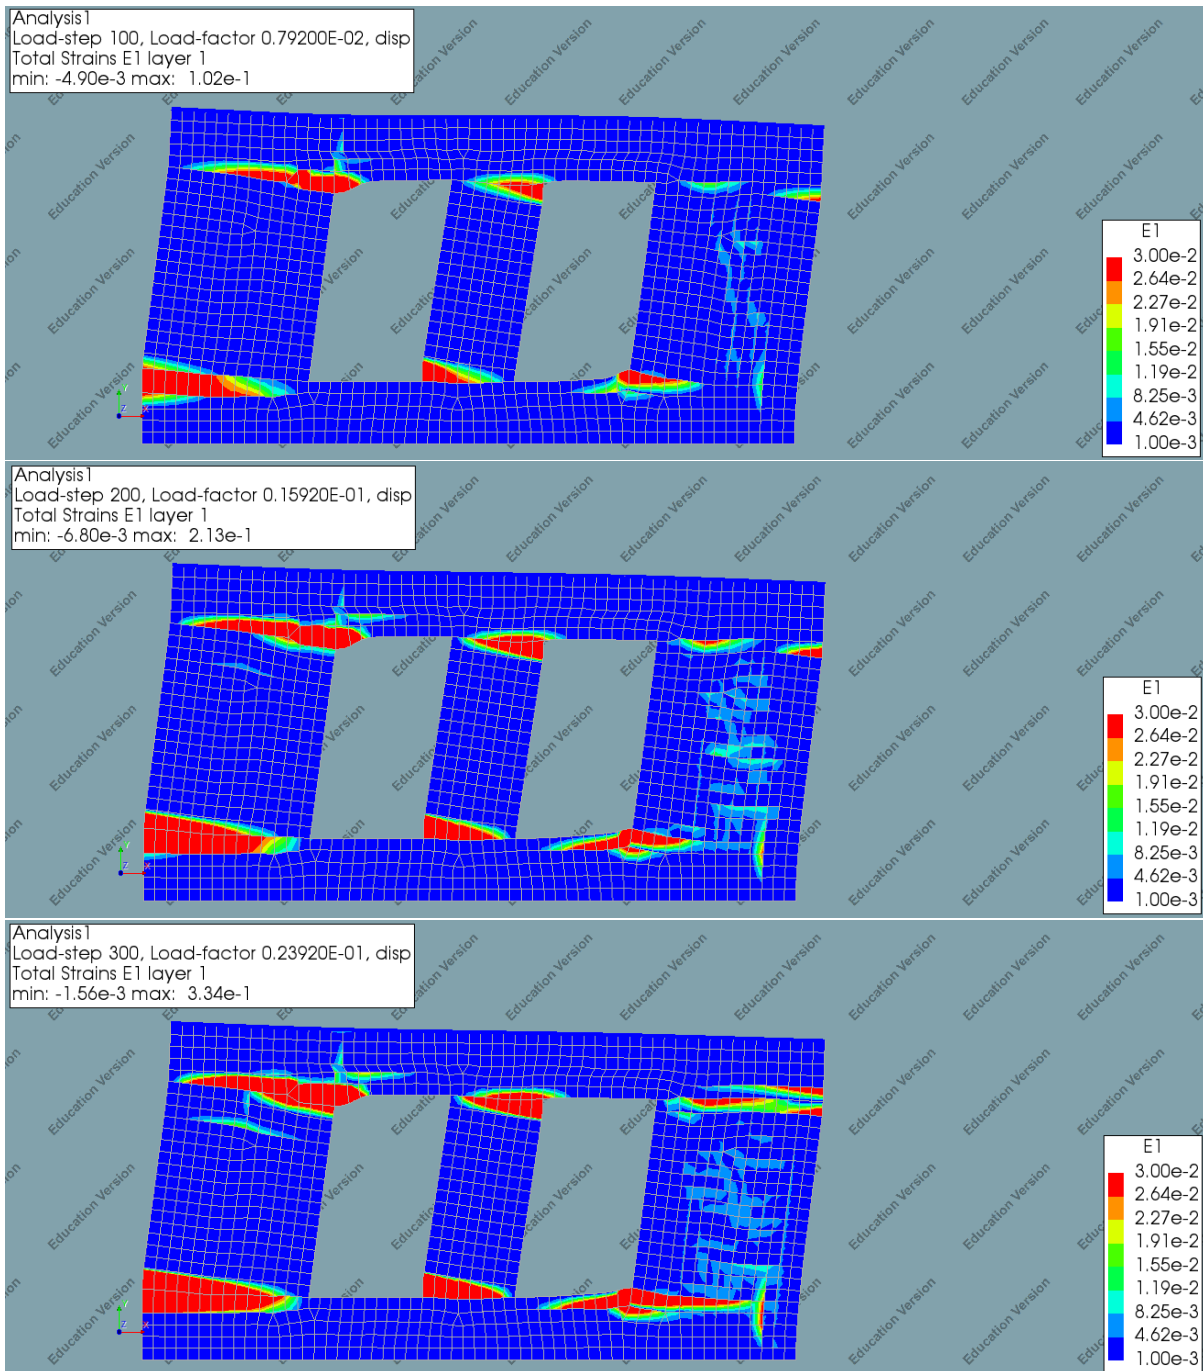 Analysis1
Load-step 100, Load-factor 0.79200E-02, disp
Total Strains E1 layer 1
min: -4.90e-3 max: 1.02e-1
E1
3.00e-2
2.64e-2
2.27e-2
1.91e-2
1.55e-2
1.19e-2
8.25e-3
4.62e-3
1.00e-3
Y
Z
X
Education Version
Analysis1
Load-step 200, Load-factor 0.15920E-01, disp
Total Strains E1 layer 1
min: -6.80e-3 max: 2.13e-1
E1
3.00e-2
2.64e-2
2.27e-2
1.91e-2
1.55e-2
1.19e-2
8.25e-3
4.62e-3
1.00e-3
Y
Z
X
Education Version
Analysis1
Load-step 300, Load-factor 0.23920E-01, disp
Total Strains E1 layer 1
min: -1.56e-3 max: 3.34e-1
E1
3.00e-2
2.64e-2
2.27e-2
1.91e-2
1.55e-2
1.19e-2
8.25e-3
4.62e-3
1.00e-3
Y
Z
X
Education Version